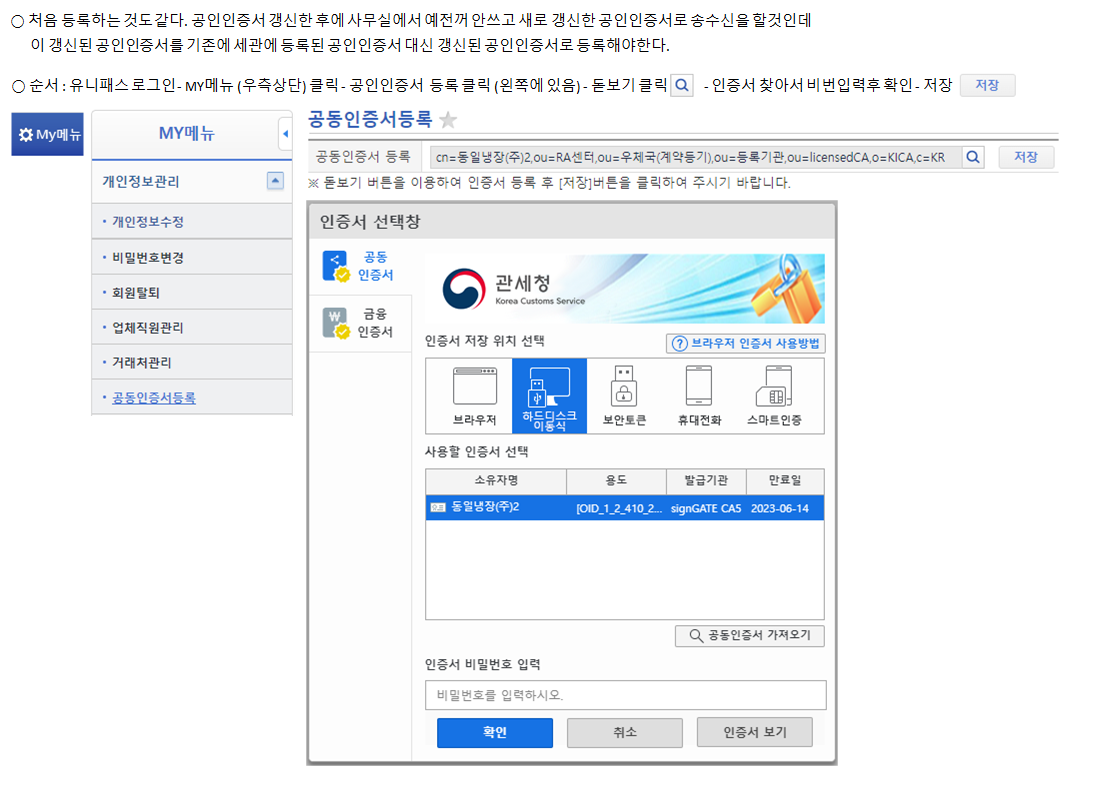 ○ 처음 등록하는 것도 같다. 공인인증서 갱신한 후에 사무실에서 예전꺼 안쓰고 새로 갱신한 공인인증서로 송수신을 할것인데
이 갱신된 공인인증서를 기존에 세관에 등록된 공인인증서 대신 갱신된 공인인증서로 등록해야한다.
○ 순서 : 유니패스 로그인- MY메뉴 (우측상단) 클릭 - 공인인증서 등록 클릭 (왼쪽에 있음) - 돋보기 클릭 - 인증서 찾아서 비번입력후 확인 - 저장 저장
My메뉴
MY메뉴
개인정보관리
· 개인정보수정
· 비밀번호변경
· 회원탈퇴
· 업체직원관리
· 거래처관리
· 공동인증서등록
공동인증서등록 ★
공동인증서 등록 cn=동일냉장(주)2,ou=RA센터,ou=우체국(계약등기),ou=등록기관,ou=licensedCA,o=KICA,c=KR 저장
※ 돋보기 버튼을 이용하여 인증서 등록 후 [저장]버튼을 클릭하여 주시기 바랍니다.
인증서 선택창
공동
인증서
금융
인증서
관세청
Korea Customs Service
인증서 저장 위치 선택 ? 브라우저 인증서 사용방법
브라우저 하드디스크 이동식 보안토큰 휴대전화 스마트인증
사용할 인증서 선택
소유자명 용도 발급기관 만료일
동일냉장(주)2 [OID_1_2_410_2... signGATE CA5 2023-06-14
공동인증서 가져오기
인증서 비밀번호 입력
비밀번호를 입력하시오.
확인 취소 인증서 보기